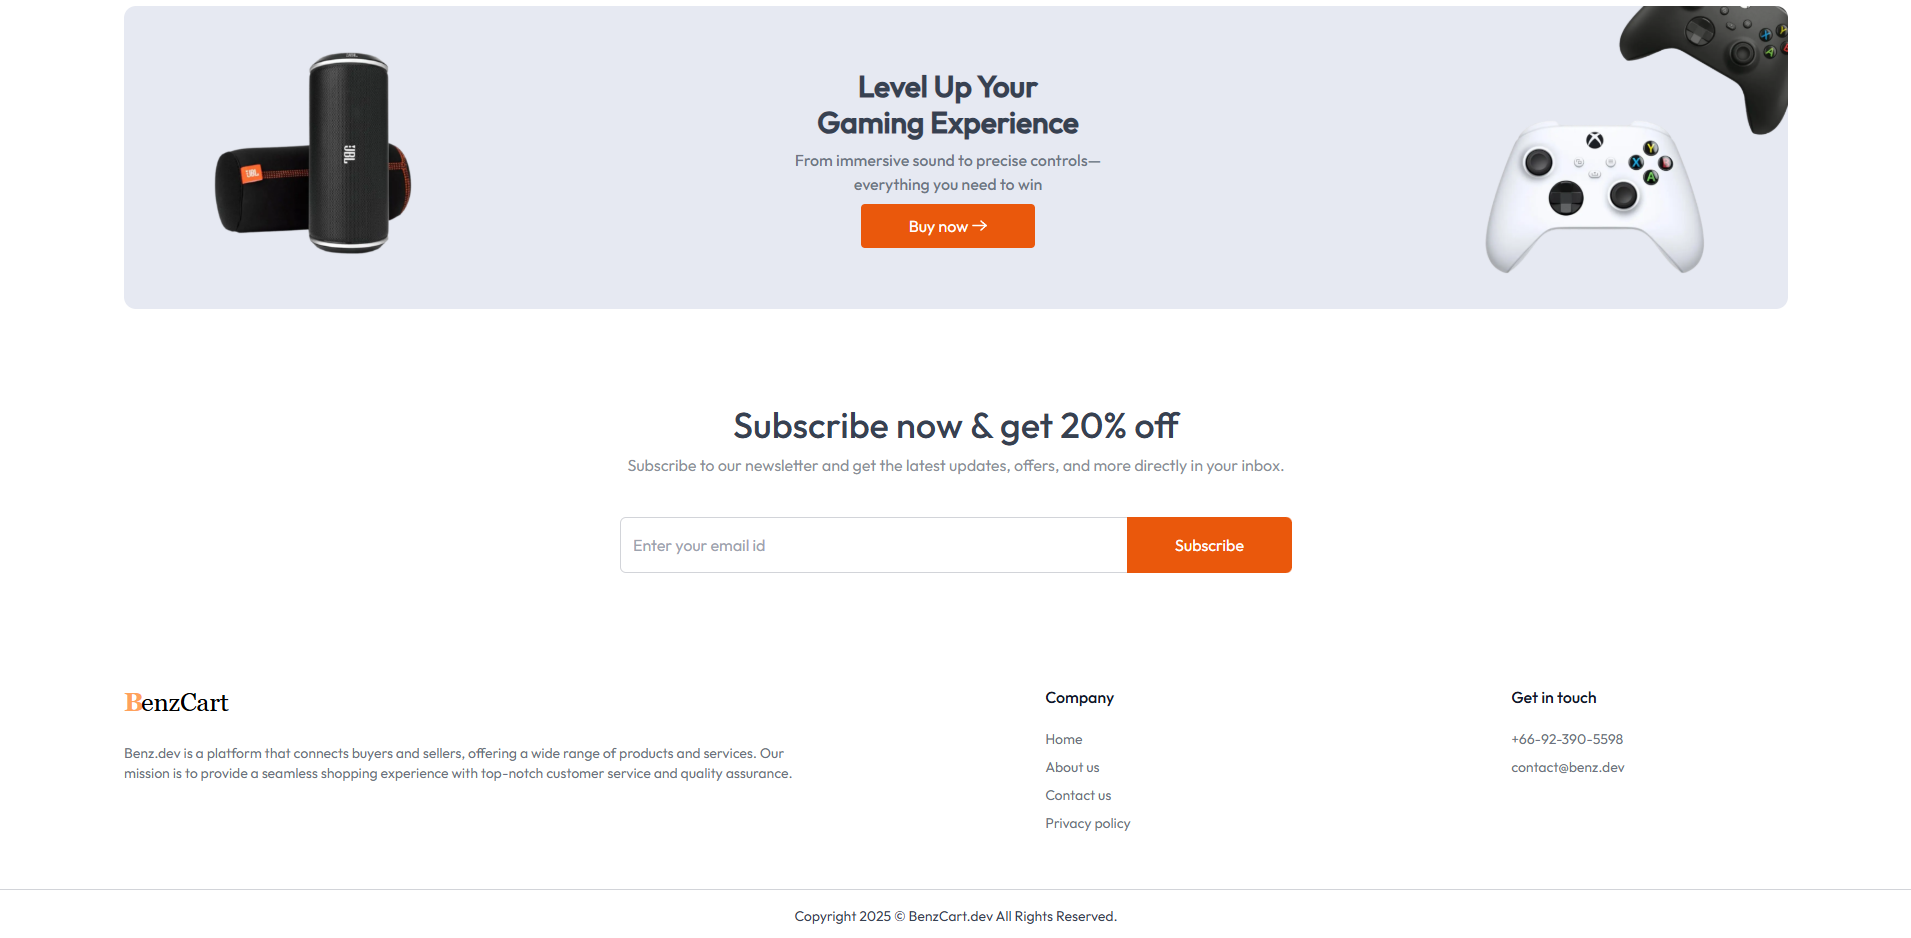 JBL
JBL
Y
X
A
X
Y
B
A
Level Up Your
Gaming Experience
From immersive sound to precise controls—
everything you need to win
Buy now →
Subscribe now & get 20% off
Subscribe to our newsletter and get the latest updates, offers, and more directly in your inbox.
Enter your email id
Subscribe
BenzCart
Benz.dev is a platform that connects buyers and sellers, offering a wide range of products and services. Our
mission is to provide a seamless shopping experience with top-notch customer service and quality assurance.
Company
Home
About us
Contact us
Privacy policy
Get in touch
+66-92-390-5598
contact@benz.dev
Copyright 2025 © BenzCart.dev All Rights Reserved.